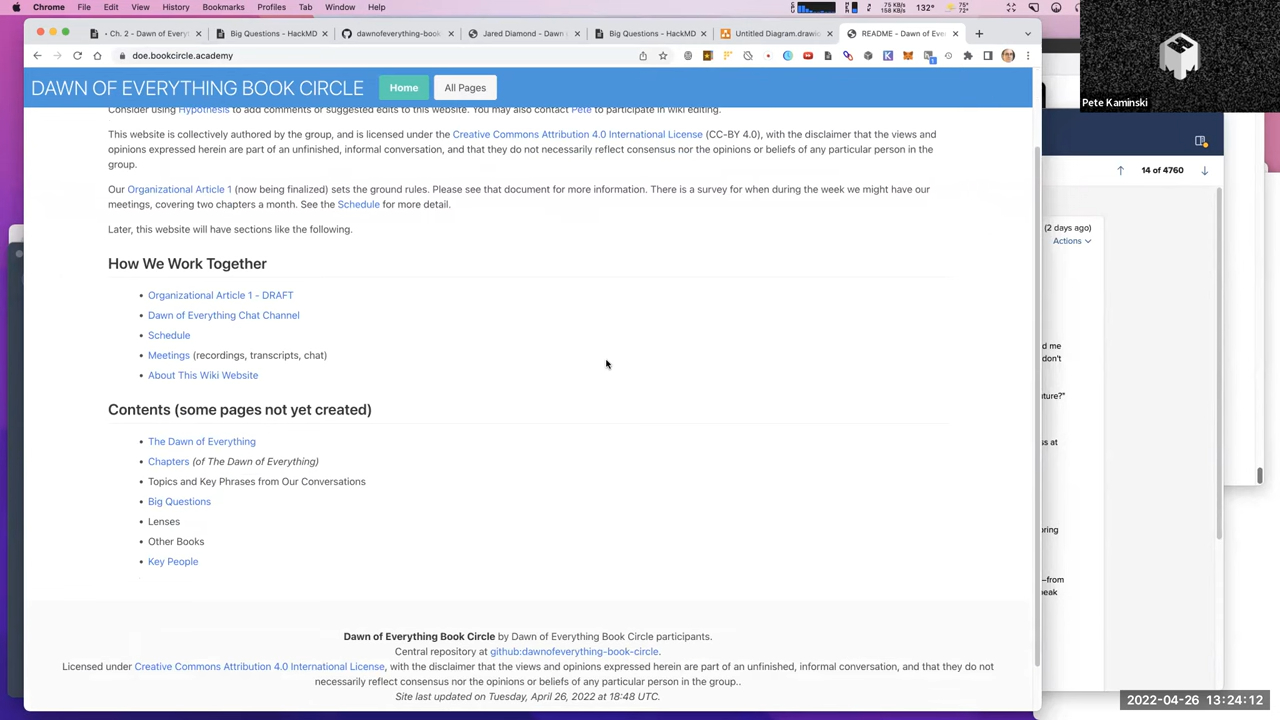 Chrome File Edit View History Bookmarks Profiles Tab Window Help
75 KB/s
158 KB/s
132°
75°
72°
Ch. 2 - Dawn of Every
Big Questions - HackMD
dawnofeverything-book
Jared Diamond - Dawn
Big Questions - HackMD
Untitled Diagram.drawio
README - Dawn of Eve
doe.bookcircle.academy
Pete Kaminski
DAWN OF EVERYTHING BOOK CIRCLE Home All Pages
Consider using Hypothesis to add comments or suggested edits to this website. You may also contact Pete to participate in wiki editing.
This website is collectively authored by the group, and is licensed under the Creative Commons Attribution 4.0 International License (CC-BY 4.0), with the disclaimer that the views and
opinions expressed herein are part of an unfinished, informal conversation, and that they do not necessarily reflect consensus nor the opinions or beliefs of any particular person in the
group.
Our Organizational Article 1 (now being finalized) sets the ground rules. Please see that document for more information. There is a survey for when during the week we might have our
meetings, covering two chapters a month. See the Schedule for more detail.
Later, this website will have sections like the following.
How We Work Together
• Organizational Article 1 - DRAFT
• Dawn of Everything Chat Channel
• Schedule
• Meetings (recordings, transcripts, chat)
• About This Wiki Website
Contents (some pages not yet created)
• The Dawn of Everything
• Chapters (of The Dawn of Everything)
• Topics and Key Phrases from Our Conversations
• Big Questions
• Lenses
• Other Books
• Key People
Dawn of Everything Book Circle by Dawn of Everything Book Circle participants.
Central repository at github:dawnofeverything-book-circle.
Licensed under Creative Commons Attribution 4.0 International License, with the disclaimer that the views and opinions expressed herein are part of an unfinished, informal conversation, and that they do not
necessarily reflect consensus nor the opinions or beliefs of any particular person in the group..
Site last updated on Tuesday, April 26, 2022 at 18:48 UTC.
14 of 4760
(2 days ago)
Actions
d me
don't
ture?"
ss at
ring
—from
eak
2022-04-26 13:24:12